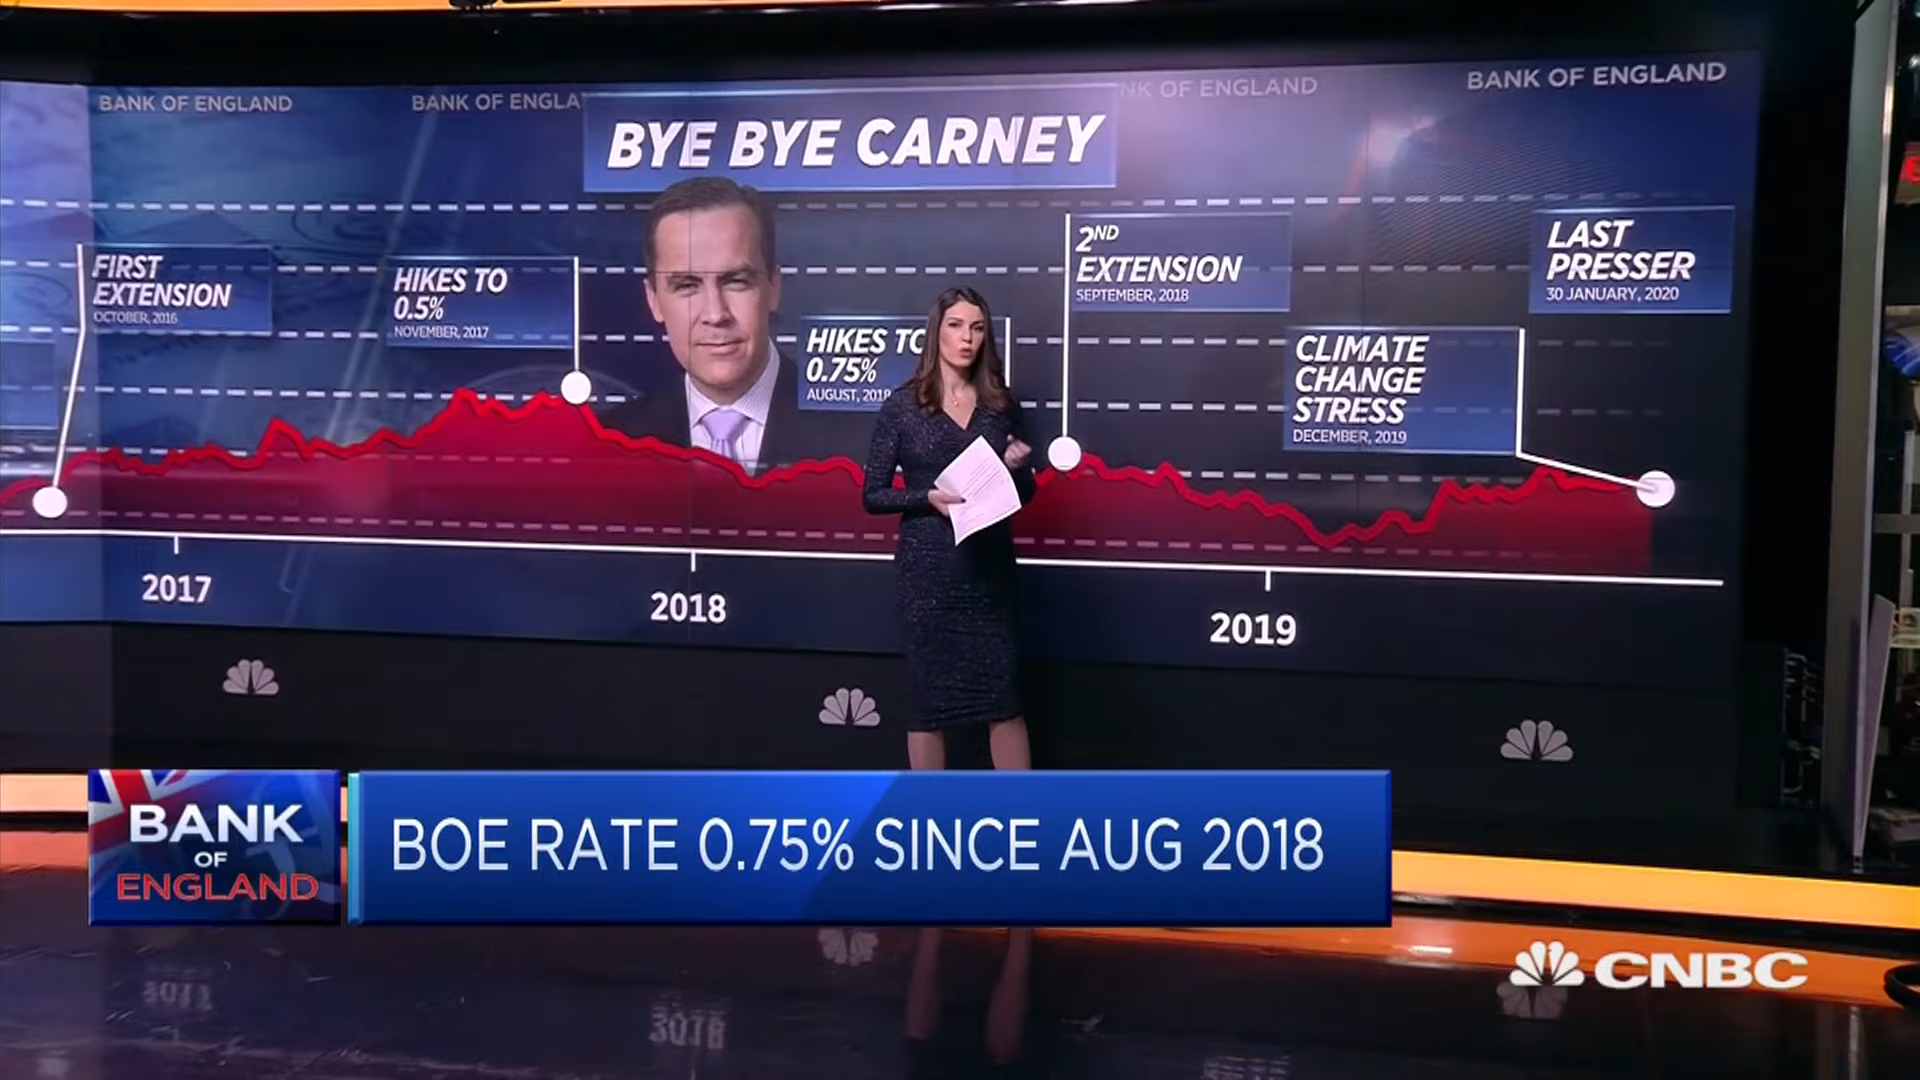 BANK OF ENGLAND
BANK OF ENGLA
NK OF ENGLAND
BANK OF ENGLAND
BYE BYE CARNEY
FIRST
EXTENSION
OCTOBER, 2016
HIKES TO
0.5%
NOVEMBER, 2017
HIKES TO
0.75%
AUGUST, 2018
2ND
EXTENSION
SEPTEMBER, 2018
CLIMATE
CHANGE
STRESS
DECEMBER, 2019
LAST
PRESSER
30 JANUARY, 2020
2017
2018
2019
BANK
OF
ENGLAND
BOE RATE 0.75% SINCE AUG 2018
CNBC